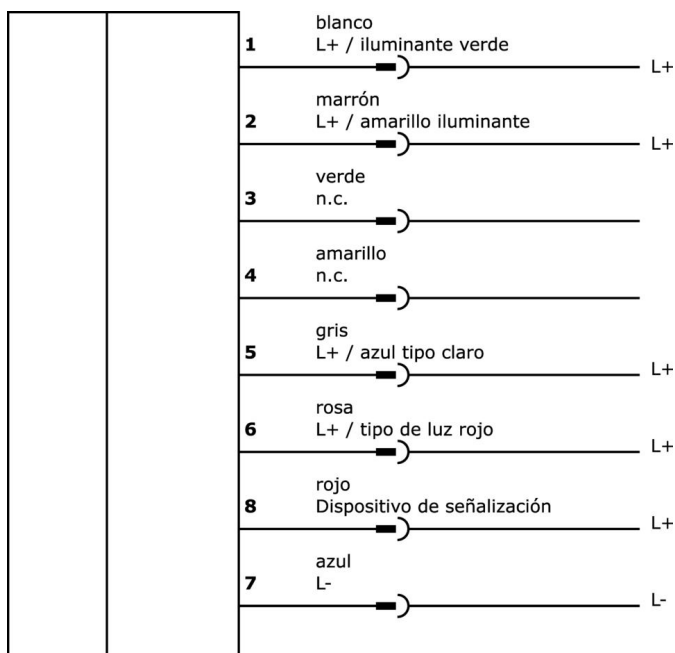 blanco
1 L+ / iluminante verde L+
marrón
2 L+ / amarillo iluminante L+
verde
3 n.c.
amarillo
4 n.c.
gris
5 L+ / azul tipo claro L+
rosa
6 L+ / tipo de luz rojo L+
rojo
8 Dispositivo de señalización L+
azul
7 L- L-